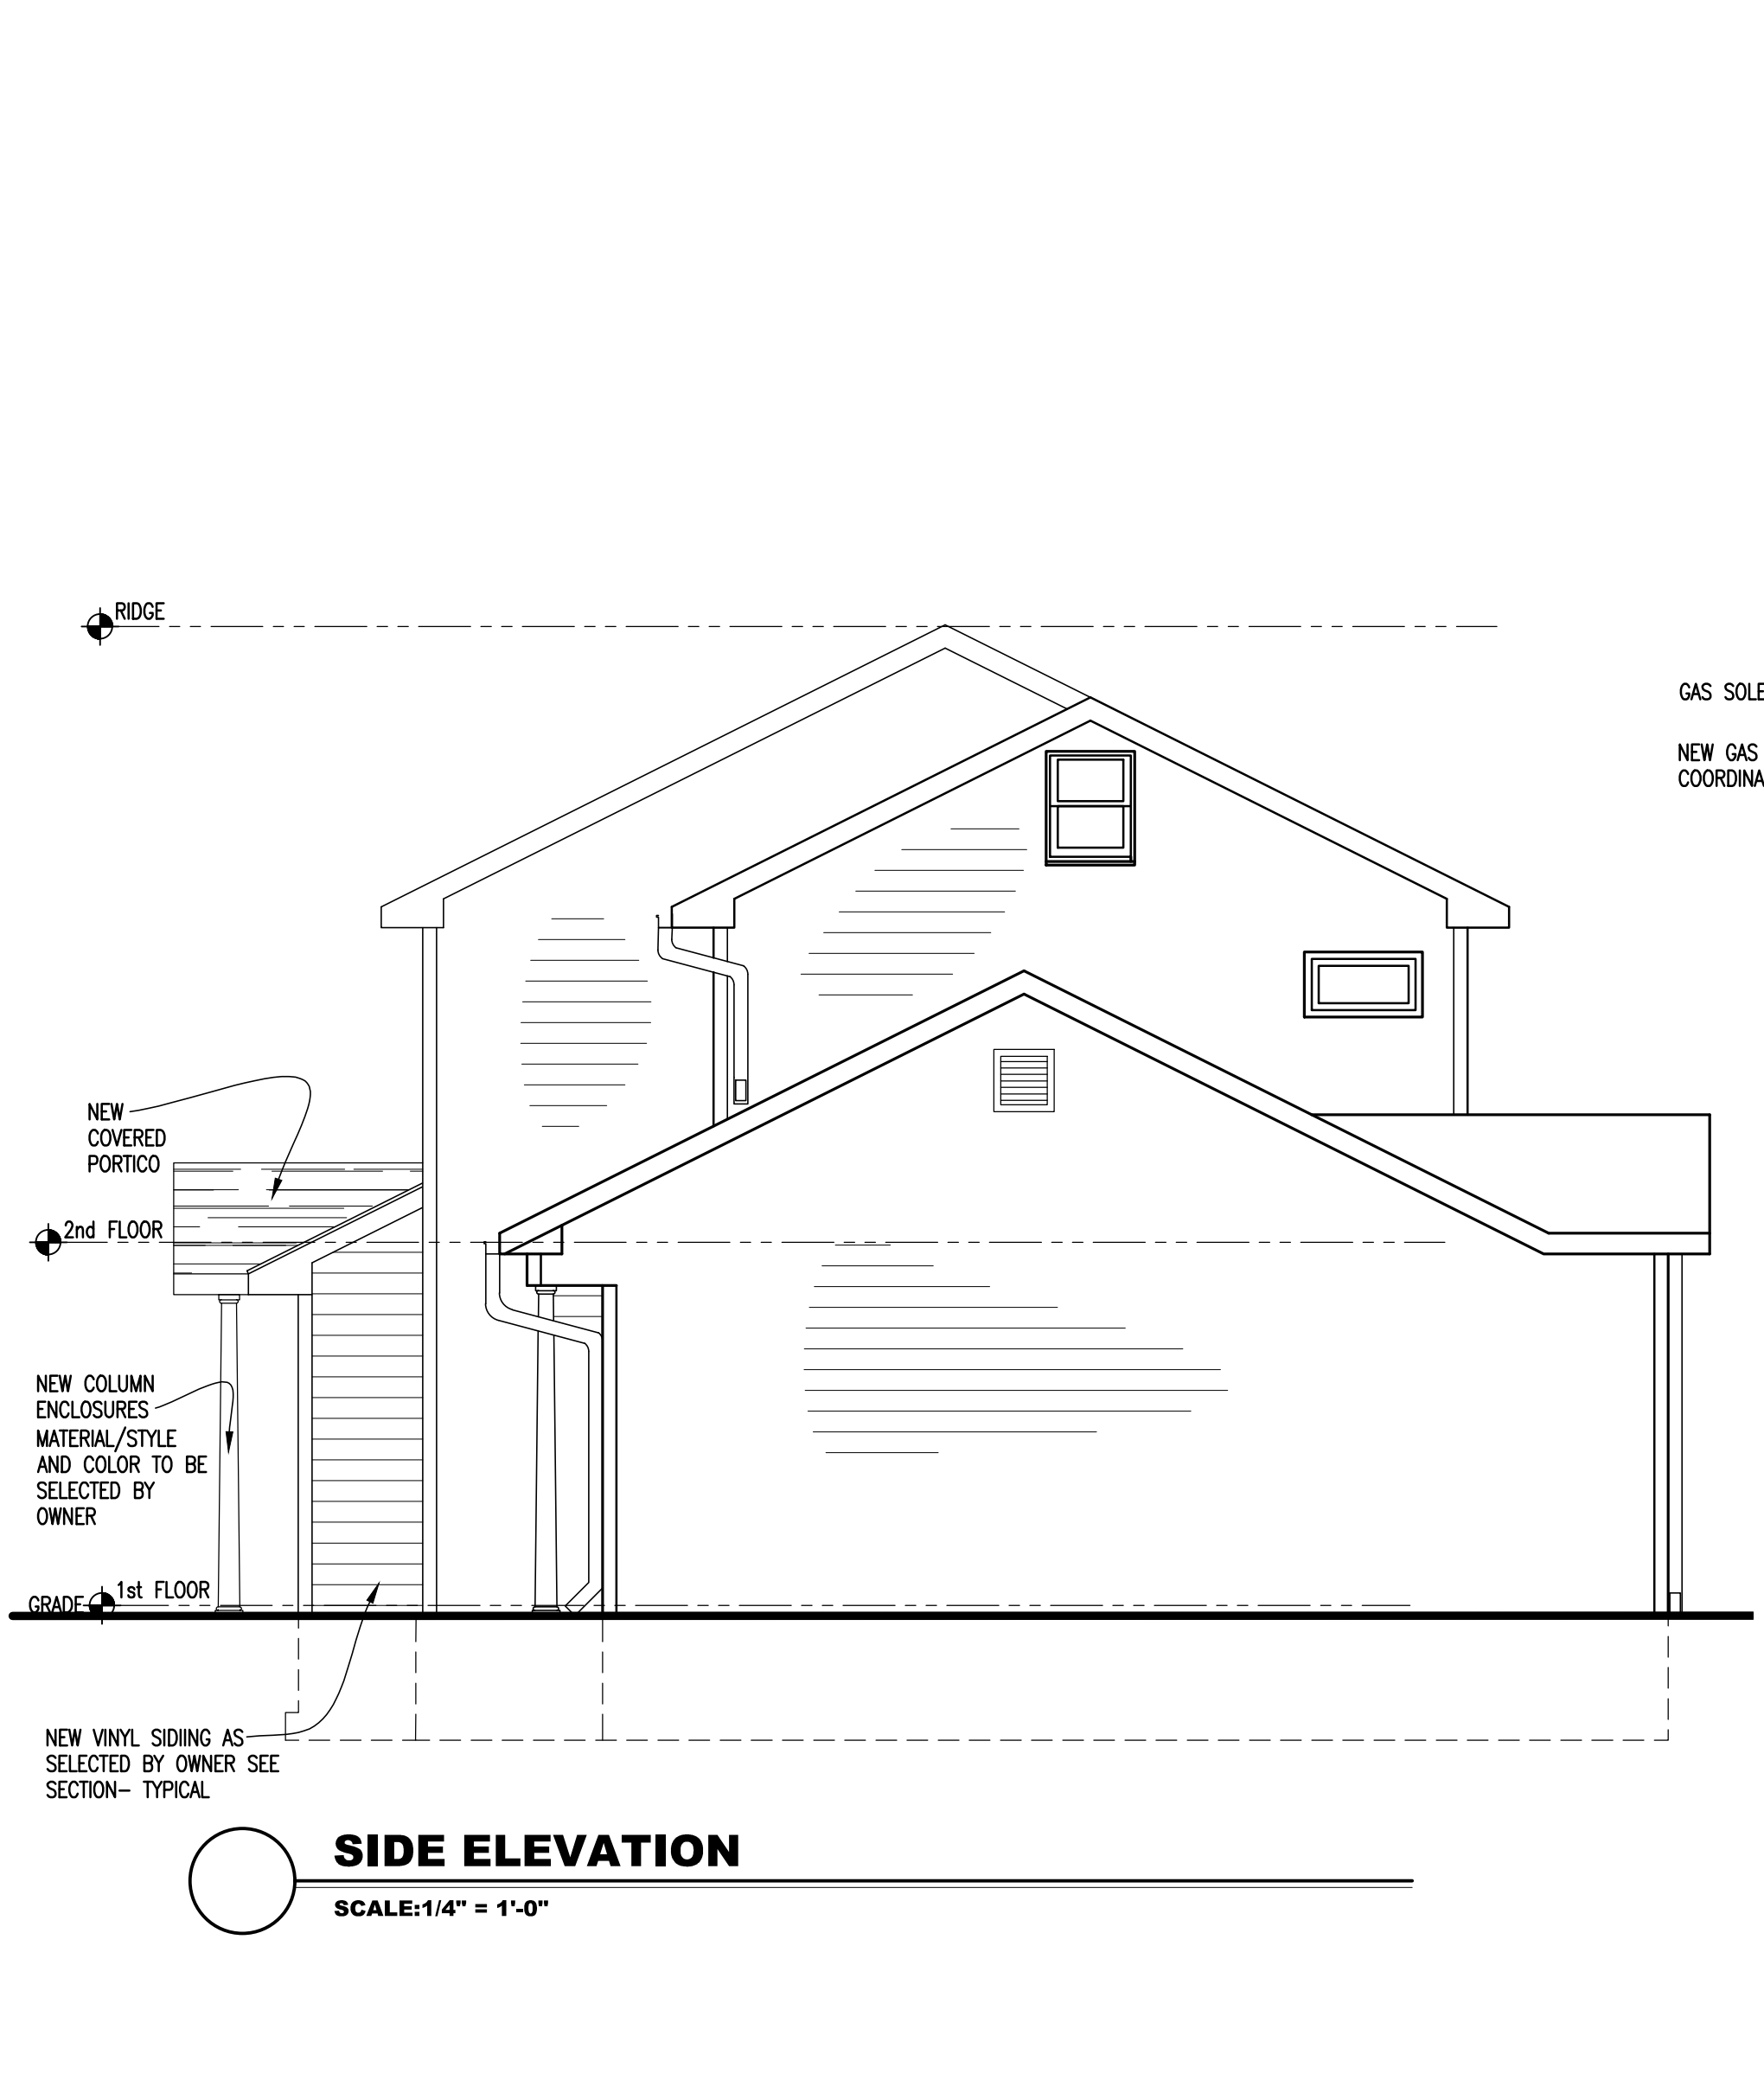 RIDGE
GAS
NEW GAS
NEW
COVERED
PORTICO
2nd FLOOR
NEW COLUMN
ENCLOSURES
MATERIAL/STYLE
AND COLOR TO BE
SELECTED BY
OWNER
1st FLOOR
GRADE
NEW VINYL SIDIING AS
SELECTED BY OWNER SEE
SECTION- TYPICAL
SIDE ELEVATION
SCALE:1/4" = 1'-0"